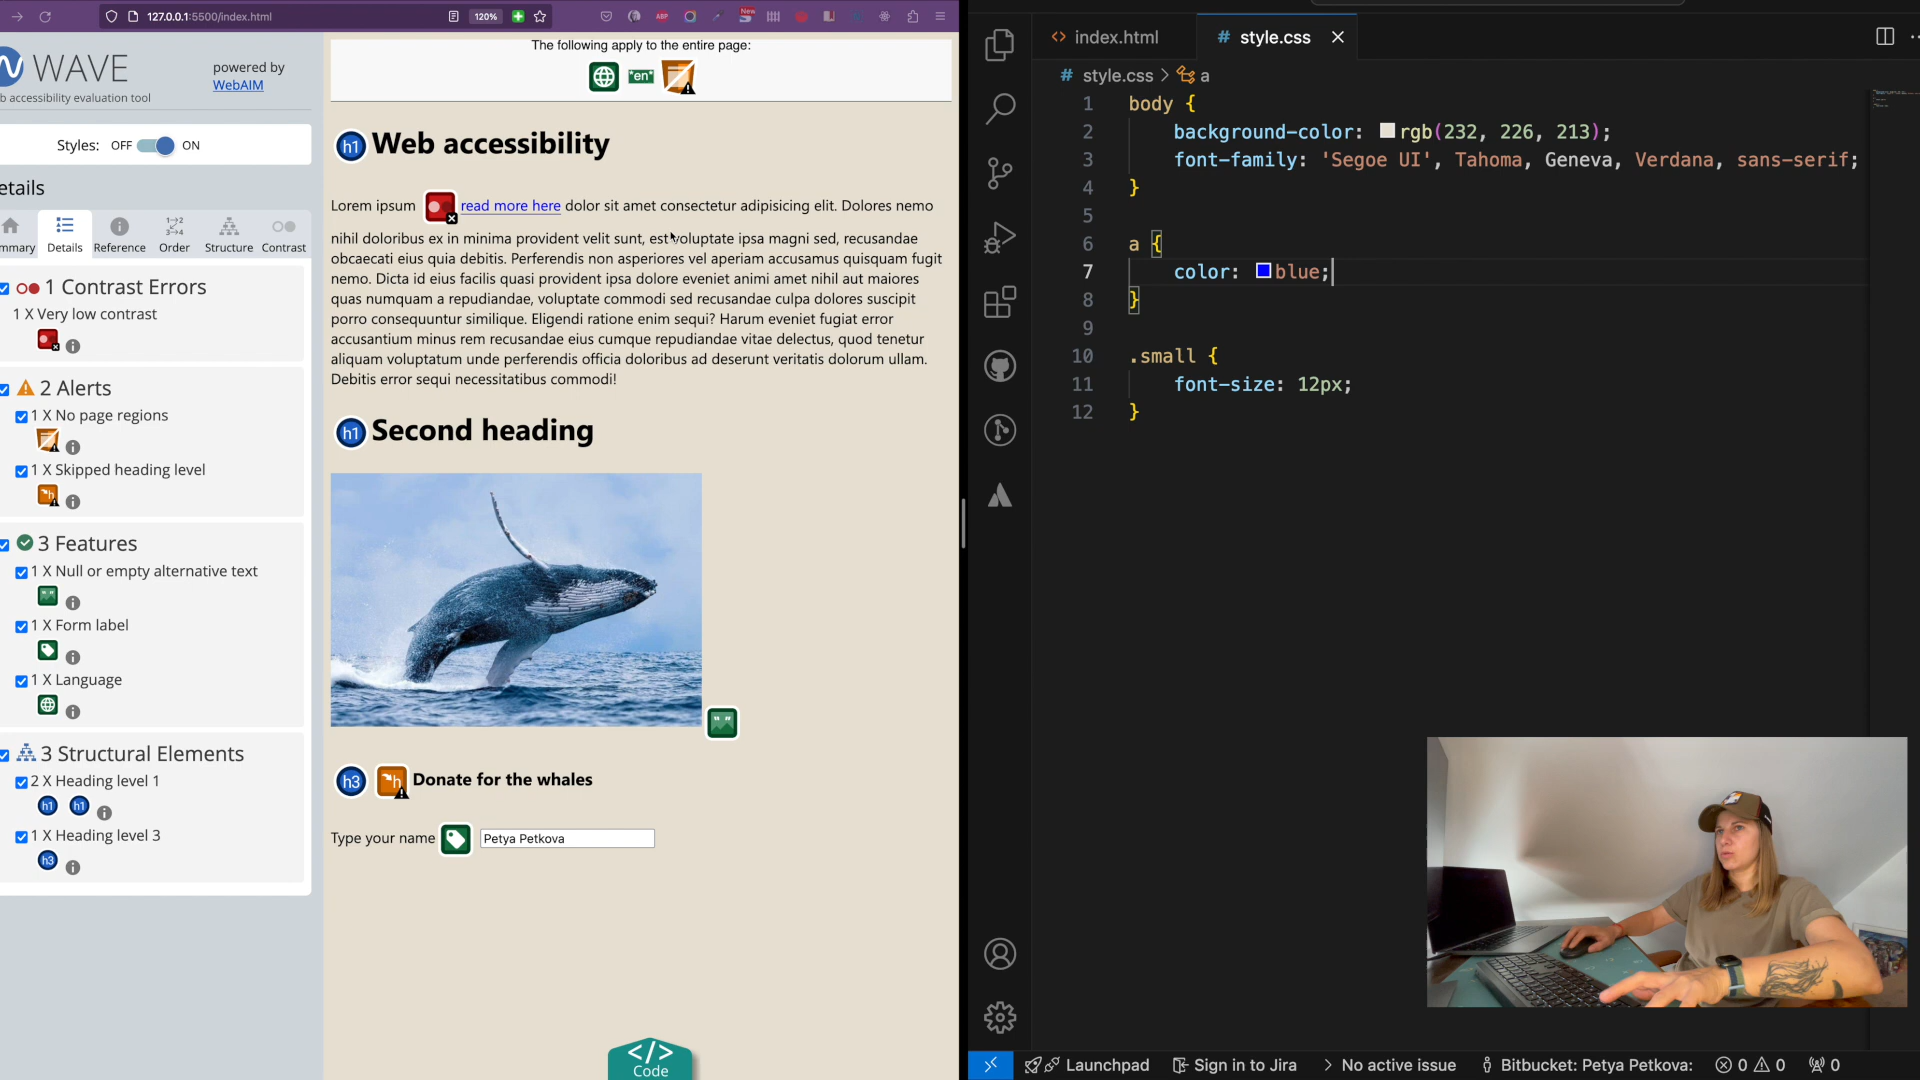 127.0.0.1:5500/index.html
120%
ABP
New
WAVE
powered by
WebAIM
b accessibility evaluation tool
Styles: OFF ON
etails
mmary
Details
Reference
Order
Structure
Contrast
1 Contrast Errors
1 X Very low contrast
2 Alerts
1 X No page regions
1 X Skipped heading level
3 Features
1 X Null or empty alternative text
1 X Form label
1 X Language
3 Structural Elements
2 X Heading level 1
h1 h1
1 X Heading level 3
h3
The following apply to the entire page:
"en"
h1 Web accessibility
Lorem ipsum read more here dolor sit amet consectetur adipisicing elit. Dolores nemo
nihil doloribus ex in minima provident velit sunt, est voluptate ipsa magni sed, recusandae
obcaecati eius quia debitis. Perferendis non asperiores vel aperiam accusamus quisquam fugit
nemo. Dicta id eius facilis quasi provident ipsa dolore eveniet animi amet nihil aut maiores
quas numquam a repudiandae, voluptate commodi sed recusandae culpa dolores suscipit
porro consequuntur similique. Eligendi ratione enim sequi? Harum eveniet fugiat error
accusantium minus rem recusandae eius cumque repudiandae vitae delectus, quod tenetur
aliquam voluptatum unde perferendis officia doloribus ad deserunt veritatis dolorum ullam.
Debitis error sequi necessitatibus commodi!
h1 Second heading
h3 h Donate for the whales
Type your name Petya Petkova
</>
Code
<> index.html
# style.css
# style.css > a
1 body {
2 background-color: rgb(232, 226, 213);
3 font-family: 'Segoe UI', Tahoma, Geneva, Verdana, sans-serif;
4 }
5
6 a {
7 color: blue;
8 }
9
10 .small {
11 font-size: 12px;
12 }
Launchpad
Sign in to Jira
> No active issue
Bitbucket: Petya Petkova:
0 0
0